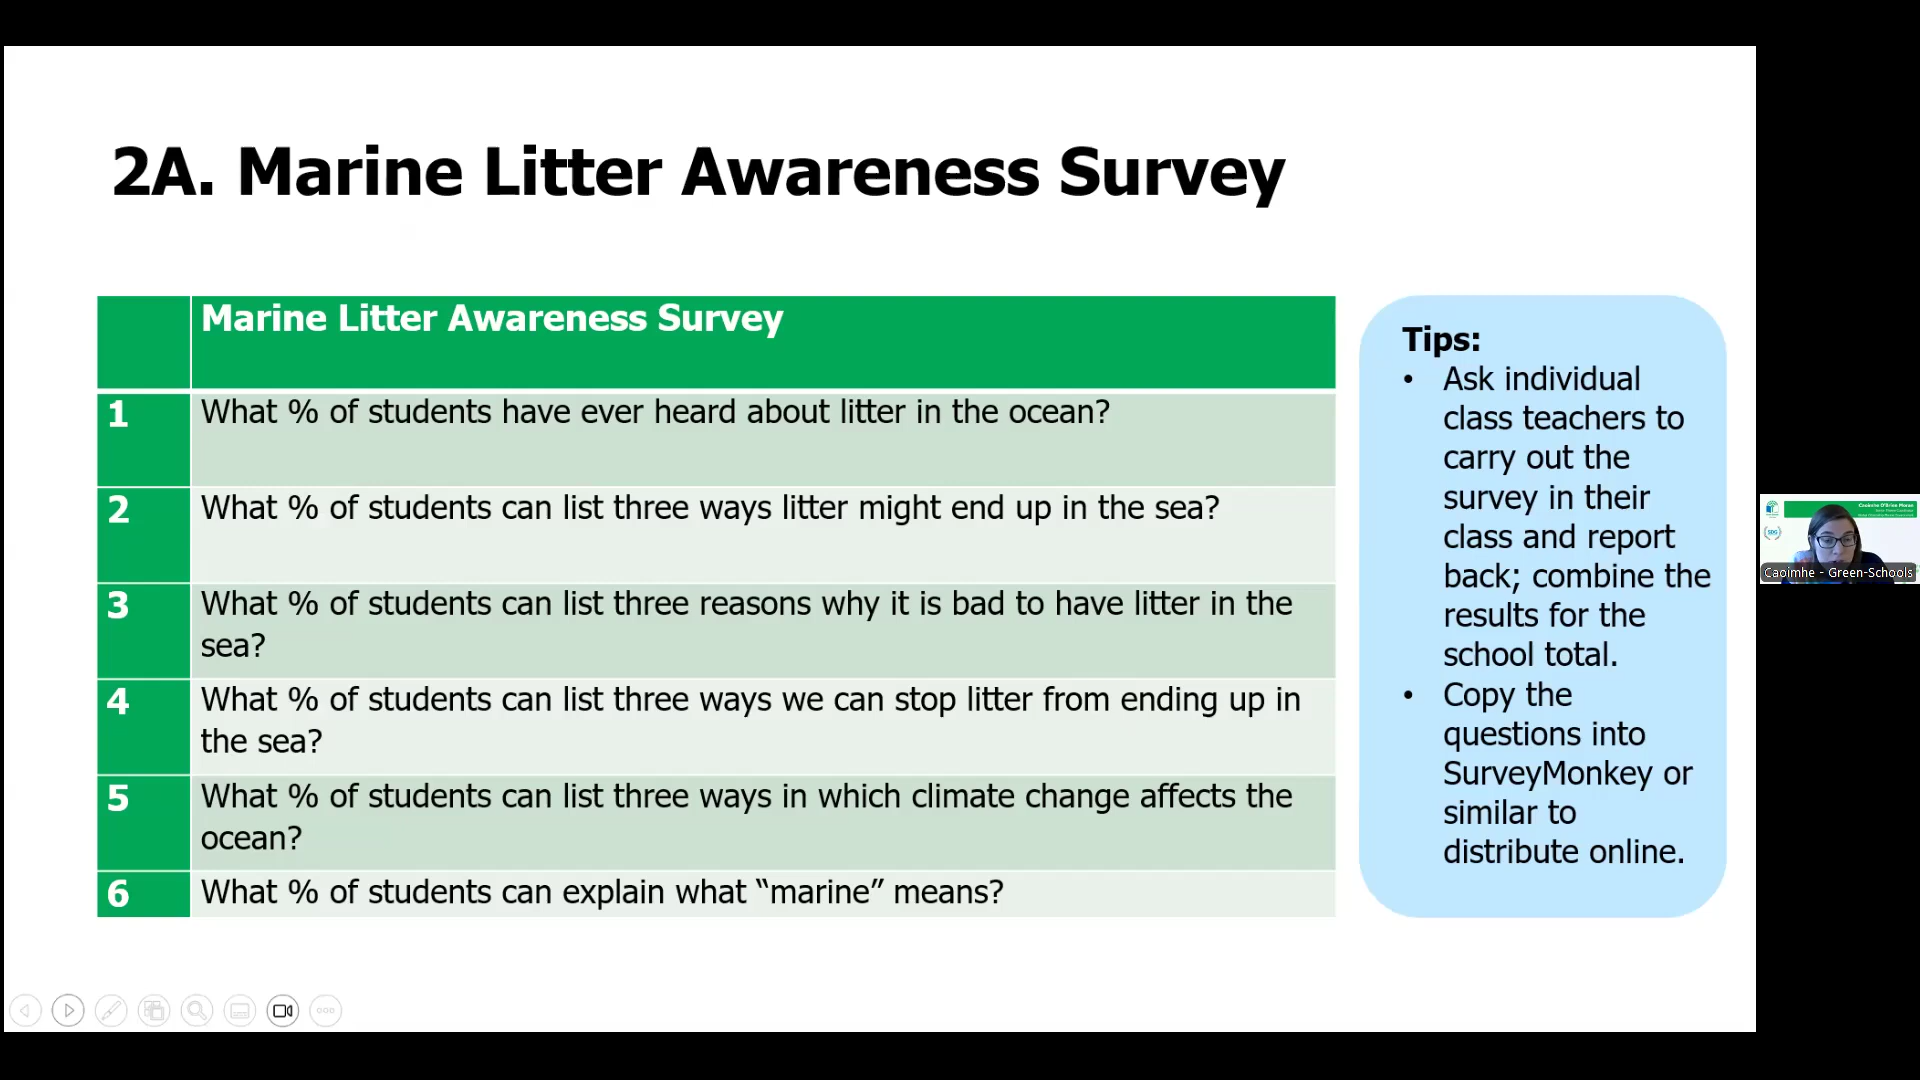 2A. Marine Litter Awareness Survey
Marine Litter Awareness Survey
1
What % of students have ever heard about litter in the ocean?
2
What % of students can list three ways litter might end up in the sea?
3
What % of students can list three reasons why it is bad to have litter in the
sea?
4
What % of students can list three ways we can stop litter from ending up in
the sea?
5
What % of students can list three ways in which climate change affects the
ocean?
6
What % of students can explain what “marine” means?
Tips:
• Ask individual
class teachers to
carry out the
survey in their
class and report
back; combine the
results for the
school total.
• Copy the
questions into
SurveyMonkey or
similar to
distribute online.
Caoimhe O'Brien Moran
SDG
Caoimhe - Green-Schools